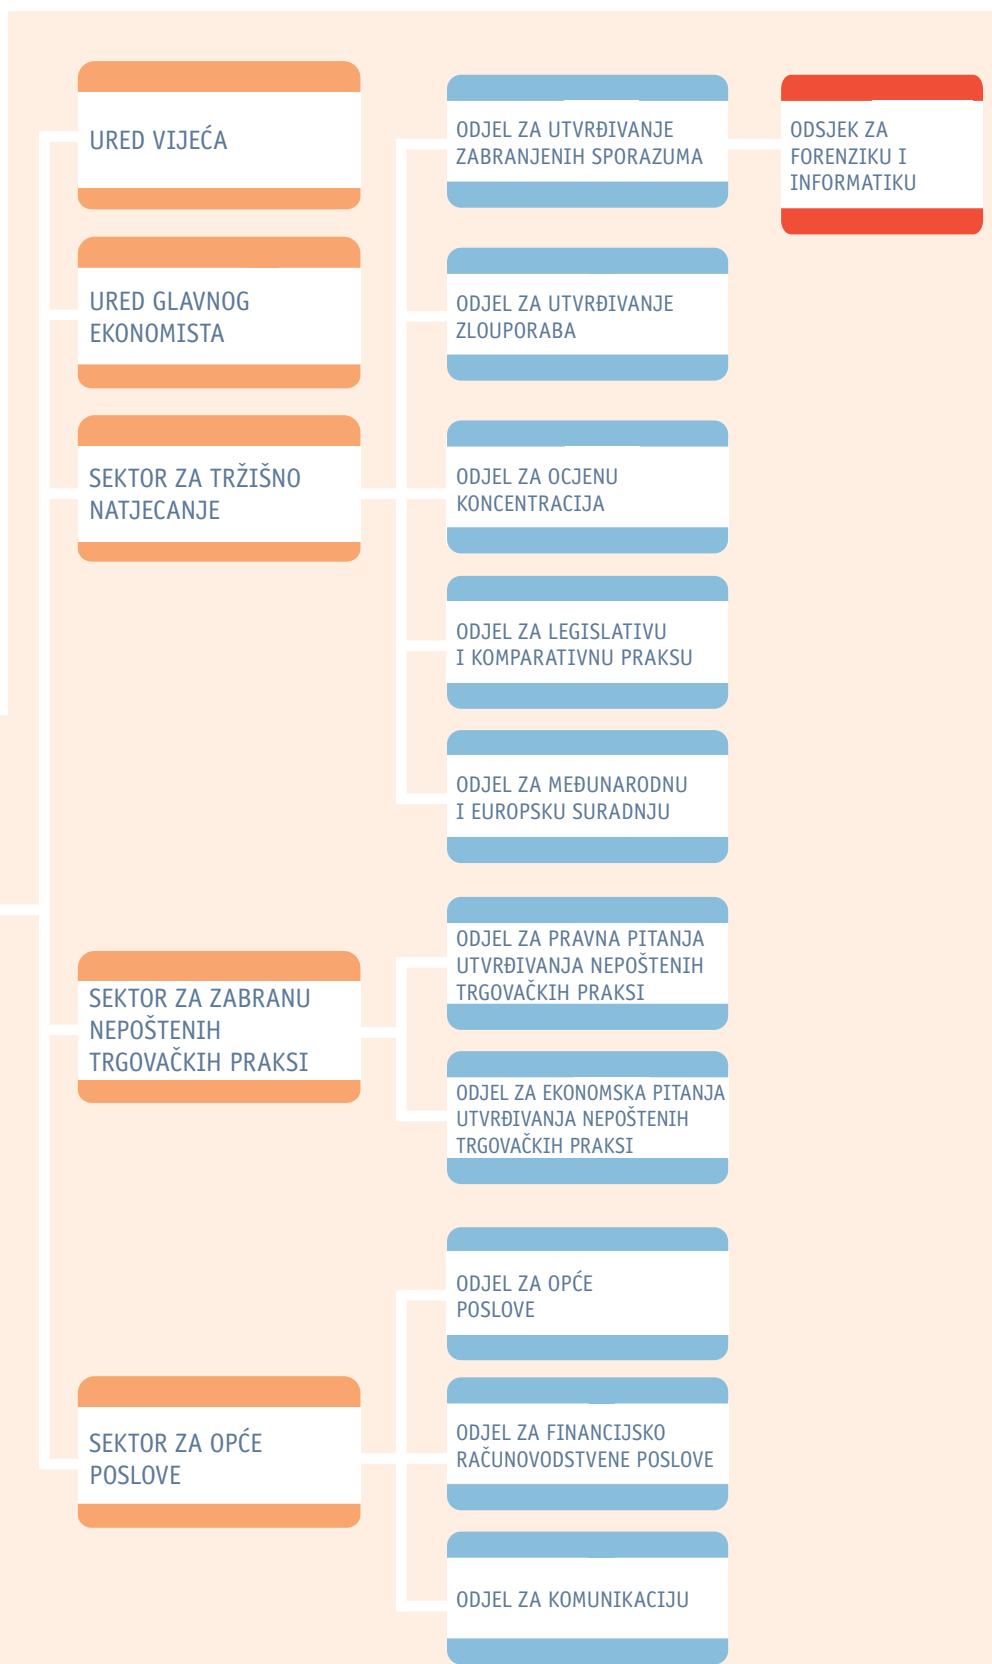 URED VIJEĆA
URED GLAVNOG
EKONOMISTA
SEKTOR ZA TRŽIŠNO
NATJECANJE
ODJEL ZA UTVRĐIVANJE
ZABRANJENIH SPORAZUMA
ODSJEK ZA
FORENZIKU I
INFORMATIKU
ODJEL ZA UTVRĐIVANJE
ZLOUPORABA
ODJEL ZA OCJENU
KONCENTRACIJA
ODJEL ZA LEGISLATIVU
I KOMPARATIVNU PRAKSU
ODJEL ZA MEĐUNARODNU
I EUROPSKU SURADNJU
SEKTOR ZA ZABRANU
NEPOŠTENIH
TRGOVAČKIH PRAKSI
ODJEL ZA PRAVNA PITANJA
UTVRĐIVANJA NEPOŠTENIH
TRGOVAČKIH PRAKSI
ODJEL ZA EKONOMSKA PITANJA
UTVRĐIVANJA NEPOŠTENIH
TRGOVAČKIH PRAKSI
SEKTOR ZA OPĆE
POSLOVE
ODJEL ZA OPĆE
POSLOVE
ODJEL ZA FINANCIJSKO
RAČUNOVODSTVENE POSLOVE
ODJEL ZA KOMUNIKACIJU